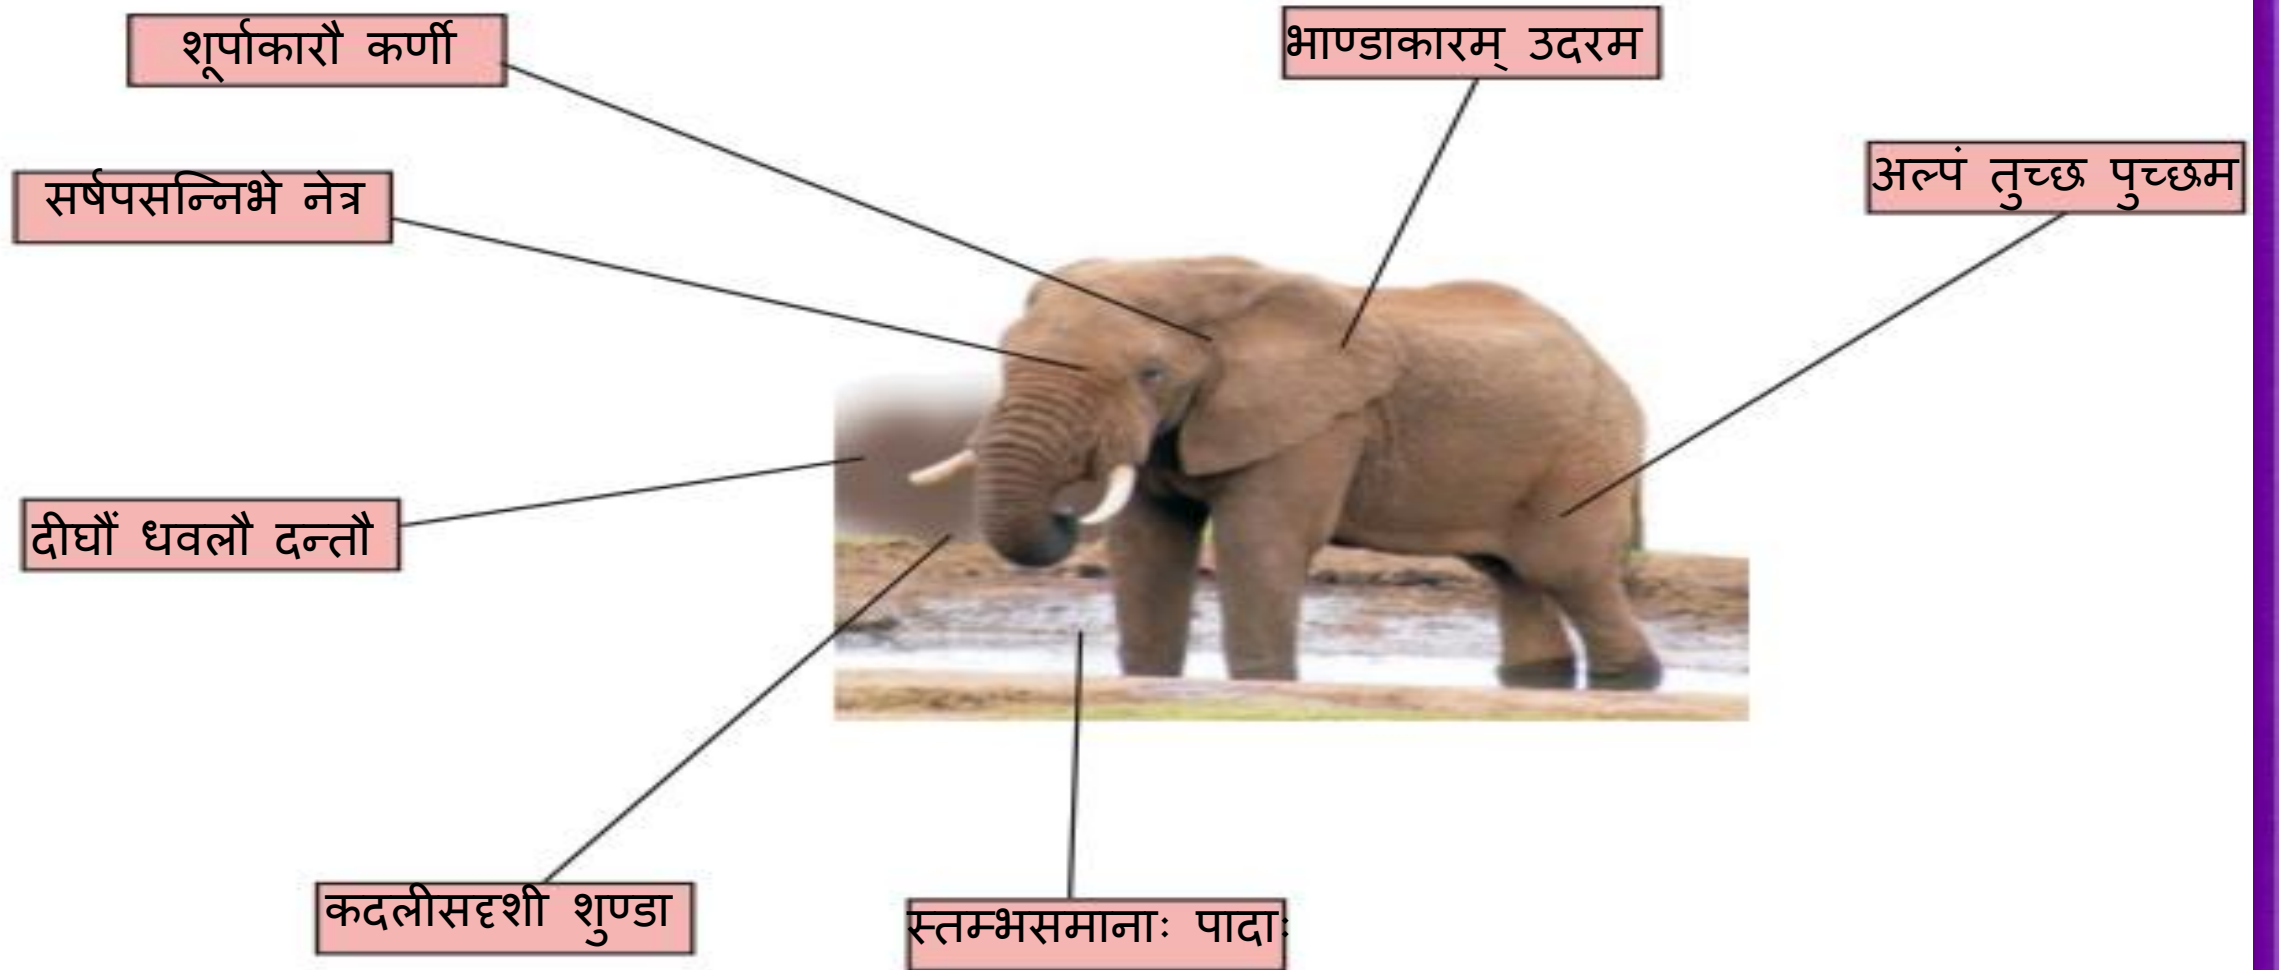 शूर्पाकारौ कर्णी
भाण्डाकारम् उदरम
अल्पं तुच्छ पुच्छम
सर्षपसन्निभे नेत्र
दीर्घौं धवलौ दन्तौ
कदलीसदृशी शुण्डा
स्तम्भसमानाः पादाः